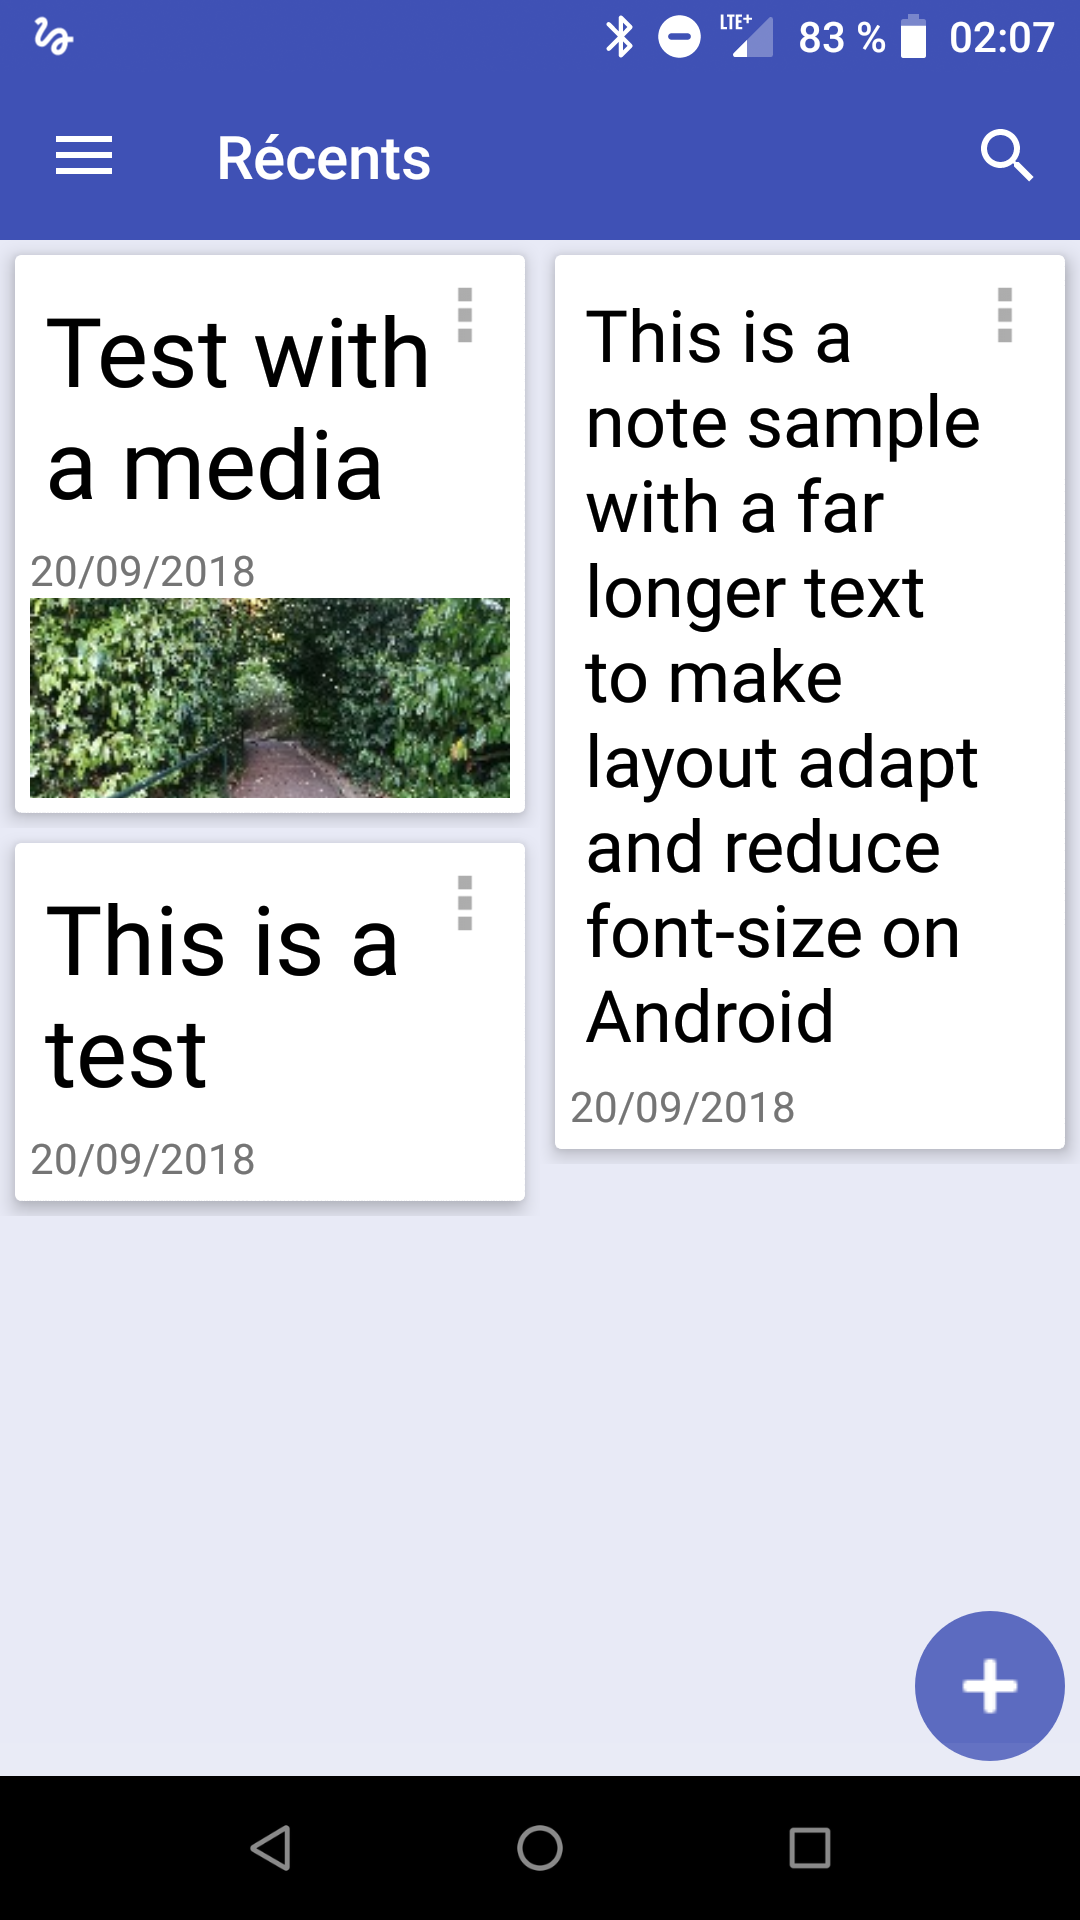 LTE+ 83 % 02:07
Récents
Test with
a media
20/09/2018
This is a
test
20/09/2018
This is a
note sample
with a far
longer text
to make
layout adapt
and reduce
font-size on
Android
20/09/2018